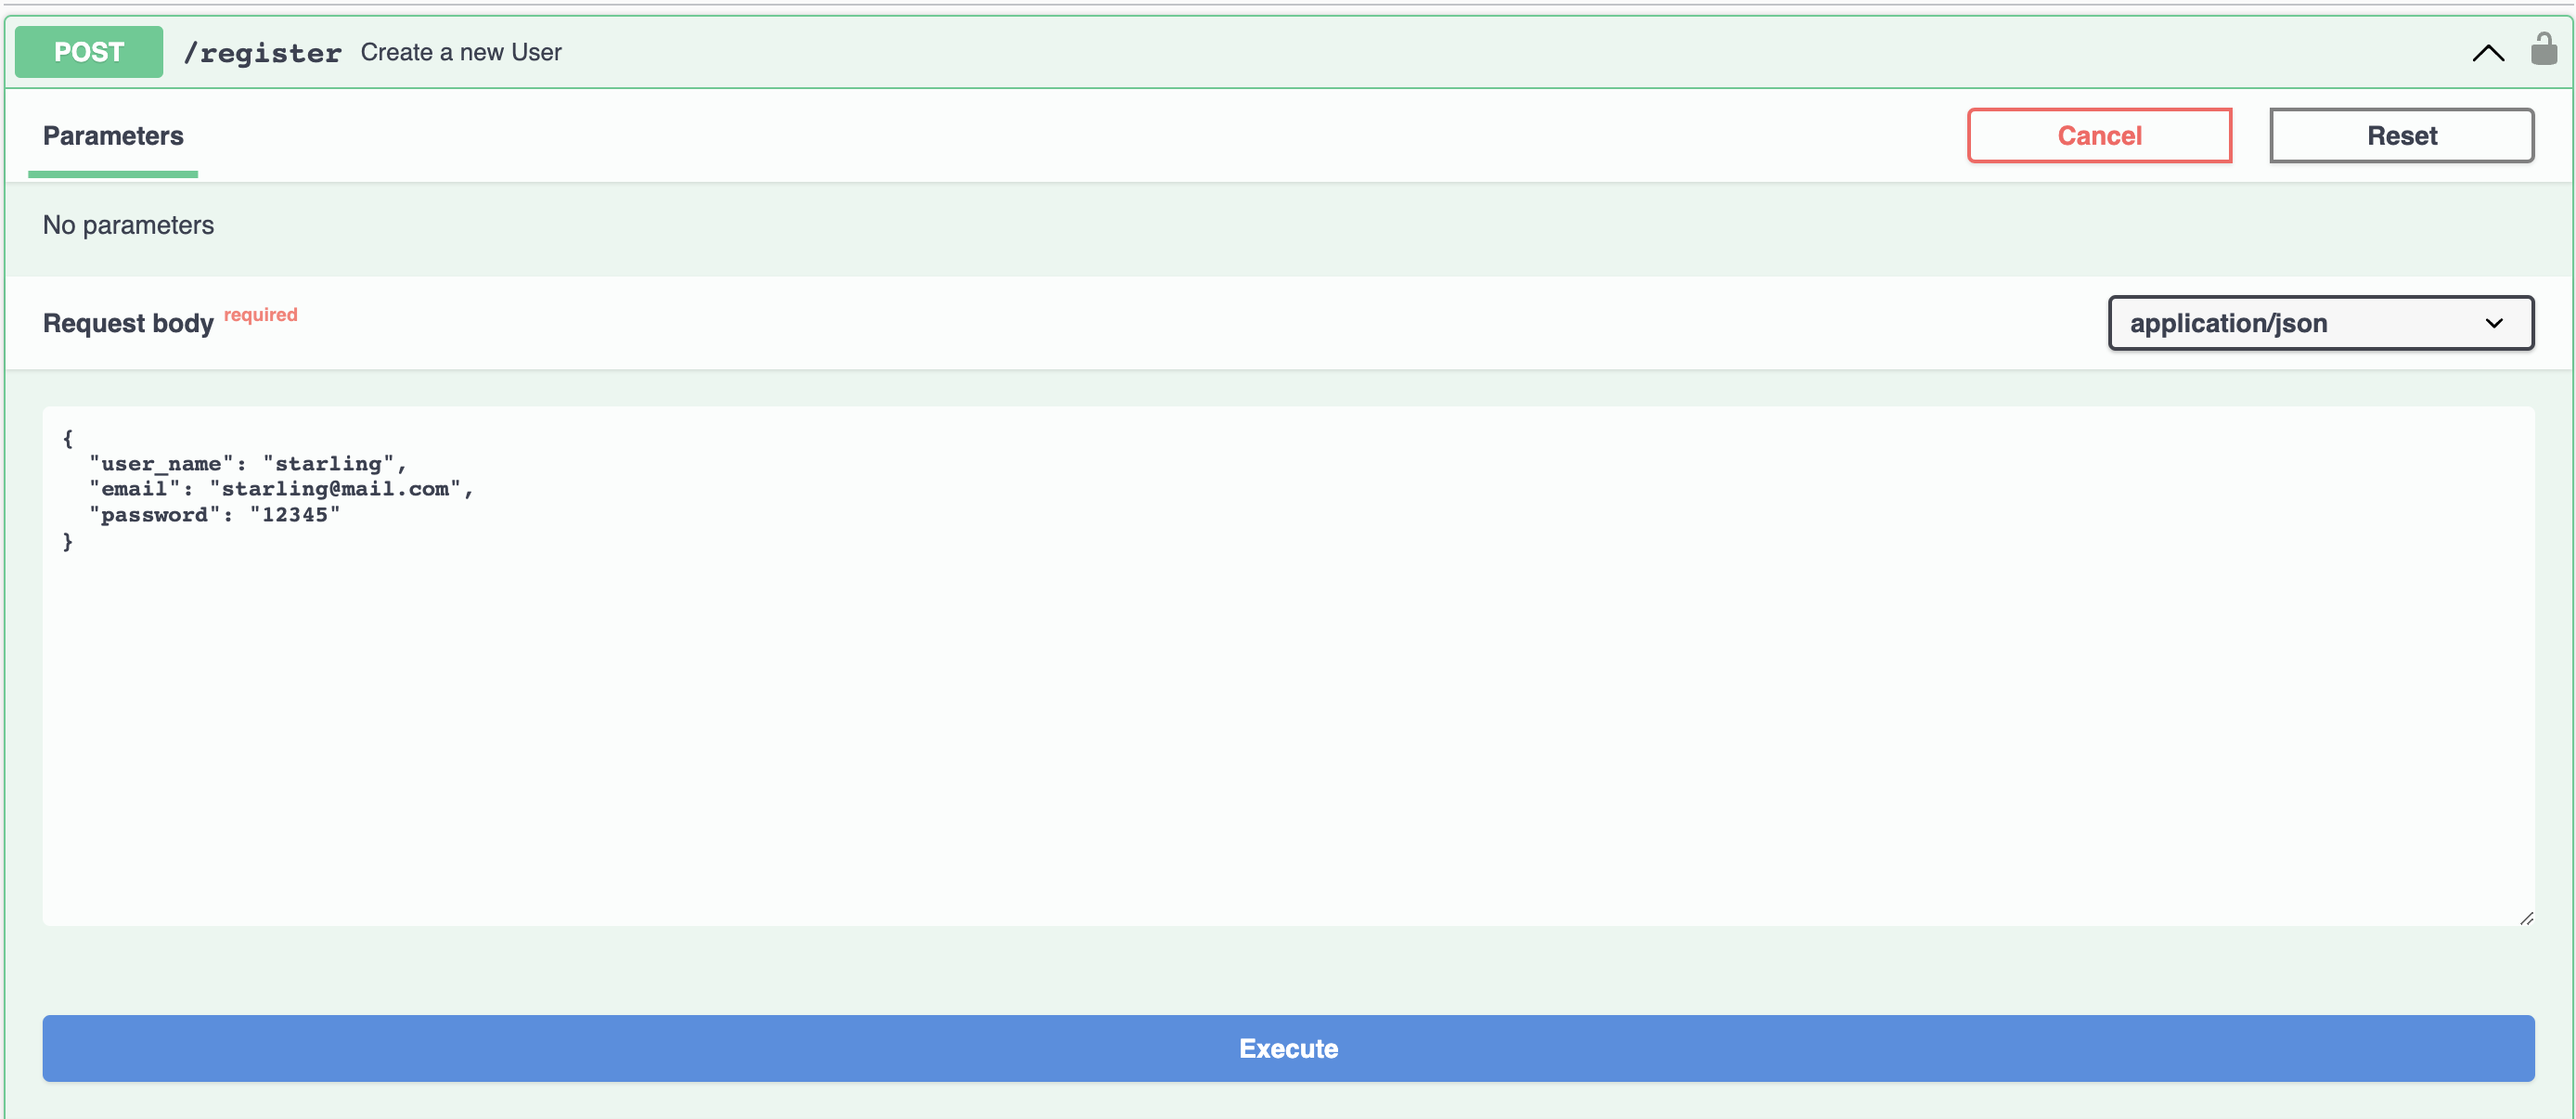 POST /register Create a new User
Parameters
Cancel
Reset
No parameters
Request body required
application/json
{
  "user_name": "starling",
  "email": "starling@mail.com",
  "password": "12345"
}
Execute